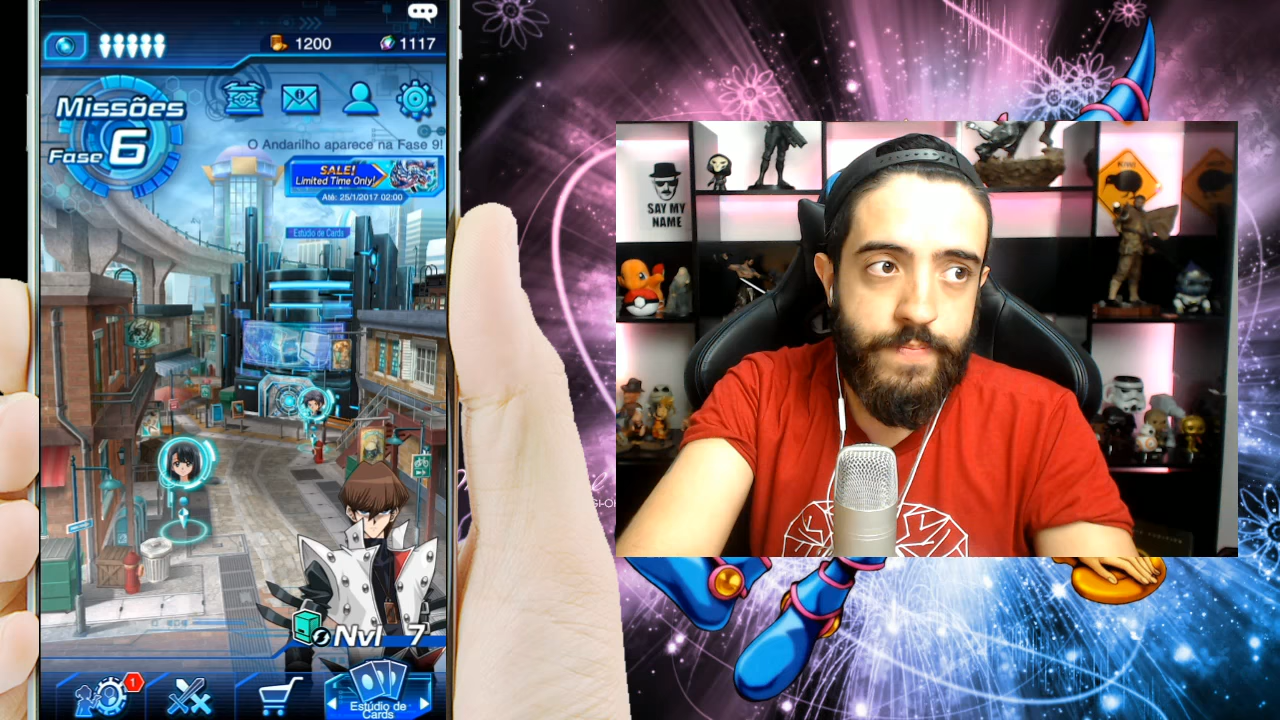 1200
1117
Missões
Fase 6
O Andarilho aparece na Fase 9!
SALE!
Limited Time Only!
Até: 25/1/2017 02:00
Estúdio de Cards
SAY MY
NAME
Nvl 7
1
Estúdio de
Cards